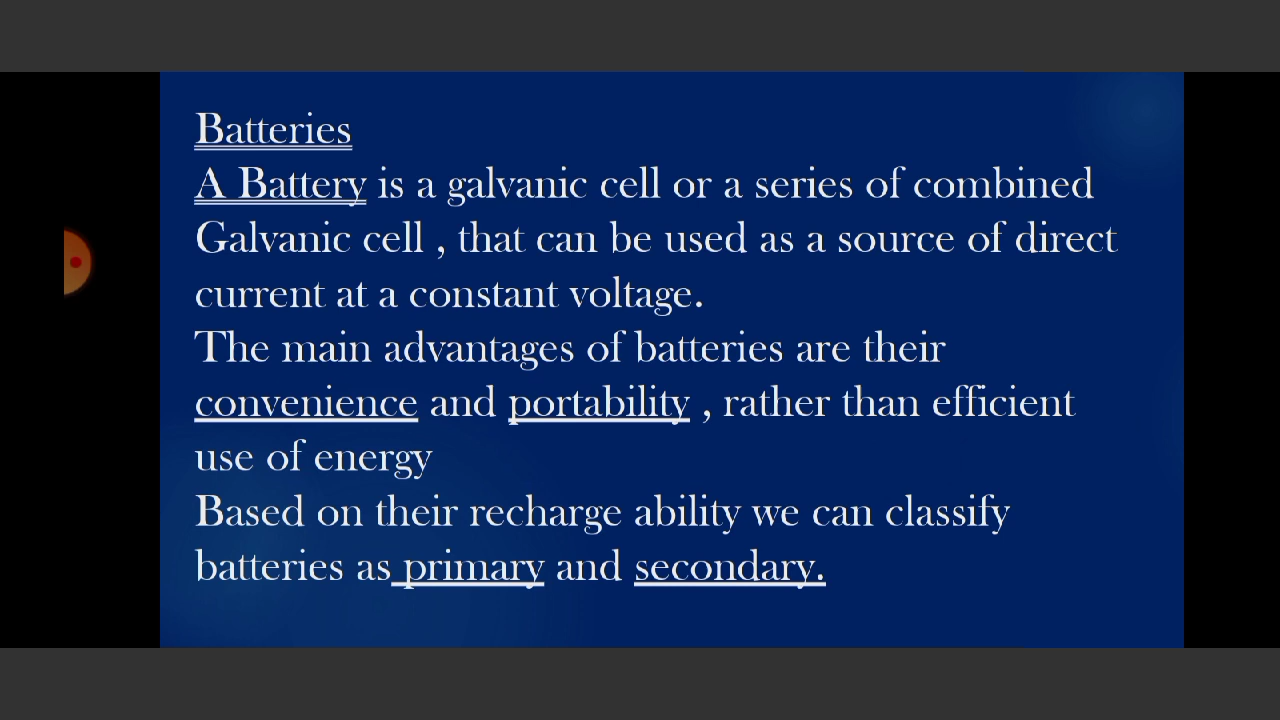 Batteries
A Battery is a galvanic cell or a series of combined
Galvanic cell , that can be used as a source of direct
current at a constant voltage.
The main advantages of batteries are their
convenience and portability , rather than efficient
use of energy
Based on their recharge ability we can classify
batteries as primary and secondary.